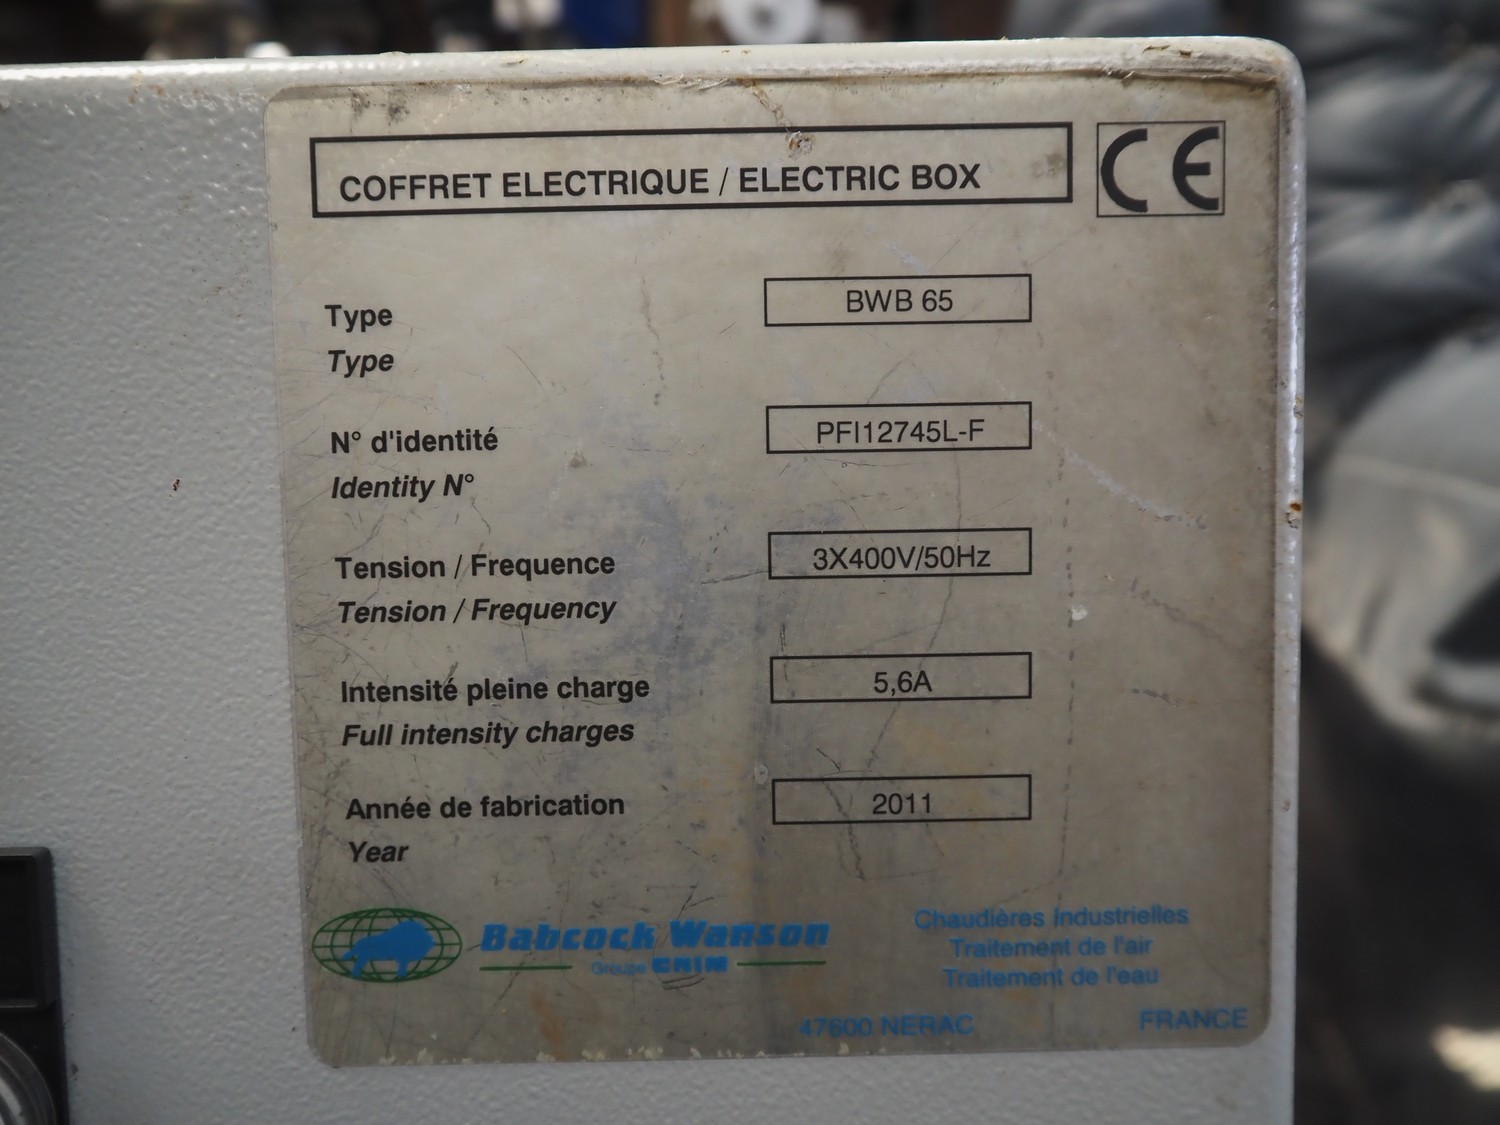 COFFRET ELECTRIQUE / ELECTRIC BOX
CE
Type
BWB 65
Type
N° d'identité
PFI12745L-F
Identity N°
Tension / Frequence
3X400V/50Hz
Tension / Frequency
Intensité pleine charge
5,6A
Full intensity charges
Année de fabrication
2011
Year
Babcock Wanson
Groupe CNIM
Chaudières Industrielles
Traitement de l'air
Traitement de l'eau
47600 NERAC
FRANCE